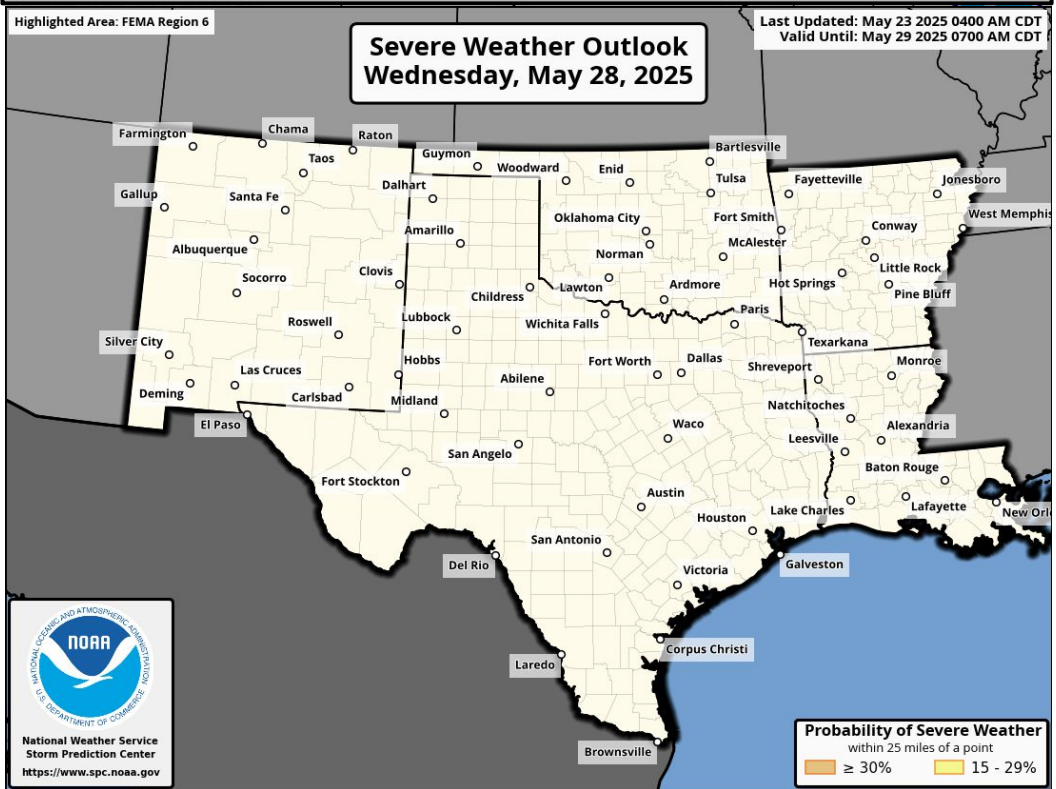 Highlighted Area: FEMA Region 6
Last Updated: May 23 2025 0400 AM CDT
Valid Until: May 29 2025 0700 AM CDT
Severe Weather Outlook
Wednesday, May 28, 2025
Farmington
Chama
Raton
Taos
Guymon
Woodward
Enid
Bartlesville
Tulsa
Fayetteville
Jonesboro
Gallup
Santa Fe
Dalhart
Oklahoma City
Fort Smith
West Memphis
Albuquerque
Amarillo
Norman
McAlester
Conway
Socorro
Clovis
Childress
Lawton
Ardmore
Hot Springs
Little Rock
Pine Bluff
Roswell
Lubbock
Wichita Falls
Paris
Texarkana
Silver City
Hobbs
Fort Worth
Dallas
Shreveport
Monroe
Las Cruces
Deming
Carlsbad
Midland
Abilene
Natchitoches
El Paso
Waco
Leesville
Alexandria
San Angelo
Baton Rouge
Fort Stockton
Austin
Houston
Lake Charles
Lafayette
New Orl
San Antonio
Del Rio
Victoria
Galveston
Corpus Christi
Laredo
Brownsville
NATIONAL OCEANIC AND ATMOSPHERIC ADMINISTRATION
NOAA
U.S. DEPARTMENT OF COMMERCE
National Weather Service
Storm Prediction Center
https://www.spc.noaa.gov
Probability of Severe Weather
within 25 miles of a point
≥ 30%
15 - 29%